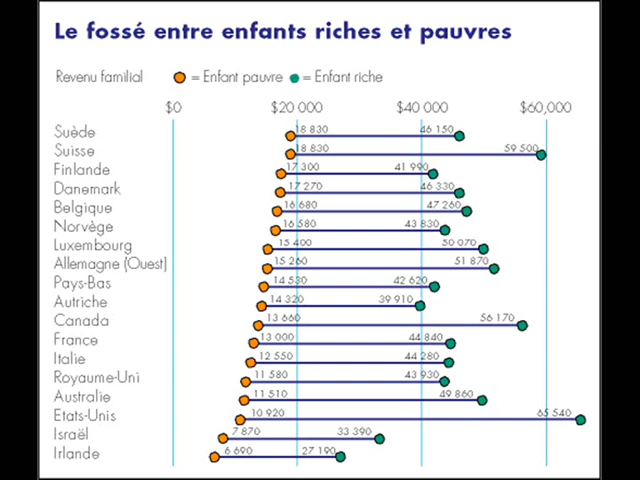 Le fossé entre enfants riches et pauvres
Revenu familial = Enfant pauvre = Enfant riche
$0 $20 000 $40 000 $60,000
Suède 18 830 46 150
Suisse 18 830 59 500
Finlande 17 300 41 990
Danemark 17 270 46 330
Belgique 16 680 47 260
Norvège 16 580 43 830
Luxembourg 15 400 50 070
Allemagne (Ouest) 15 260 51 870
Pays-Bas 14 530 42 620
Autriche 14 320 39 910
Canada 13 660 56 170
France 13 000 44 840
Italie 12 550 44 280
Royaume-Uni 11 580 43 930
Australie 11 510 49 860
Etats-Unis 10 920 65 540
Israël 7 870 33 390
Irlande 6 690 27 190